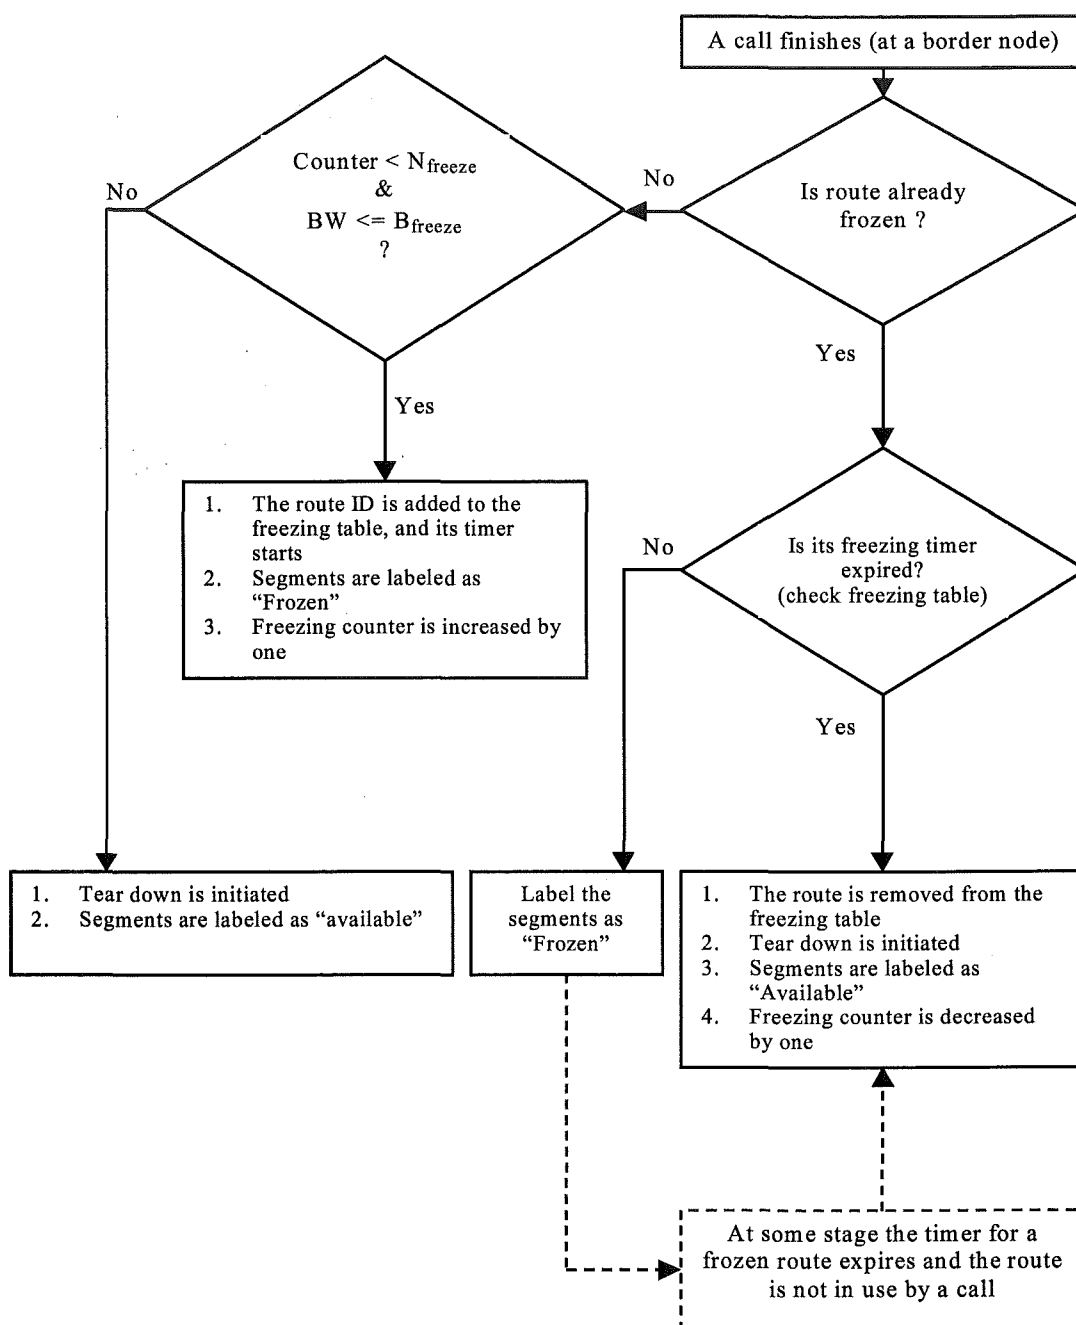 A call finishes (at a border node)
Counter < Nfreeze
&
BW <= Bfreeze
?
No
No
Is route already
frozen ?
Yes
Yes
1. The route ID is added to the
freezing table, and its timer
starts
2. Segments are labeled as
“Frozen”
3. Freezing counter is increased by
one
No
Is its freezing timer
expired?
(check freezing table)
Yes
1. Tear down is initiated
2. Segments are labeled as “available”
Label the
segments as
“Frozen”
1. The route is removed from the
freezing table
2. Tear down is initiated
3. Segments are labeled as
“Available”
4. Freezing counter is decreased
by one
At some stage the timer for a
frozen route expires and the route
is not in use by a call